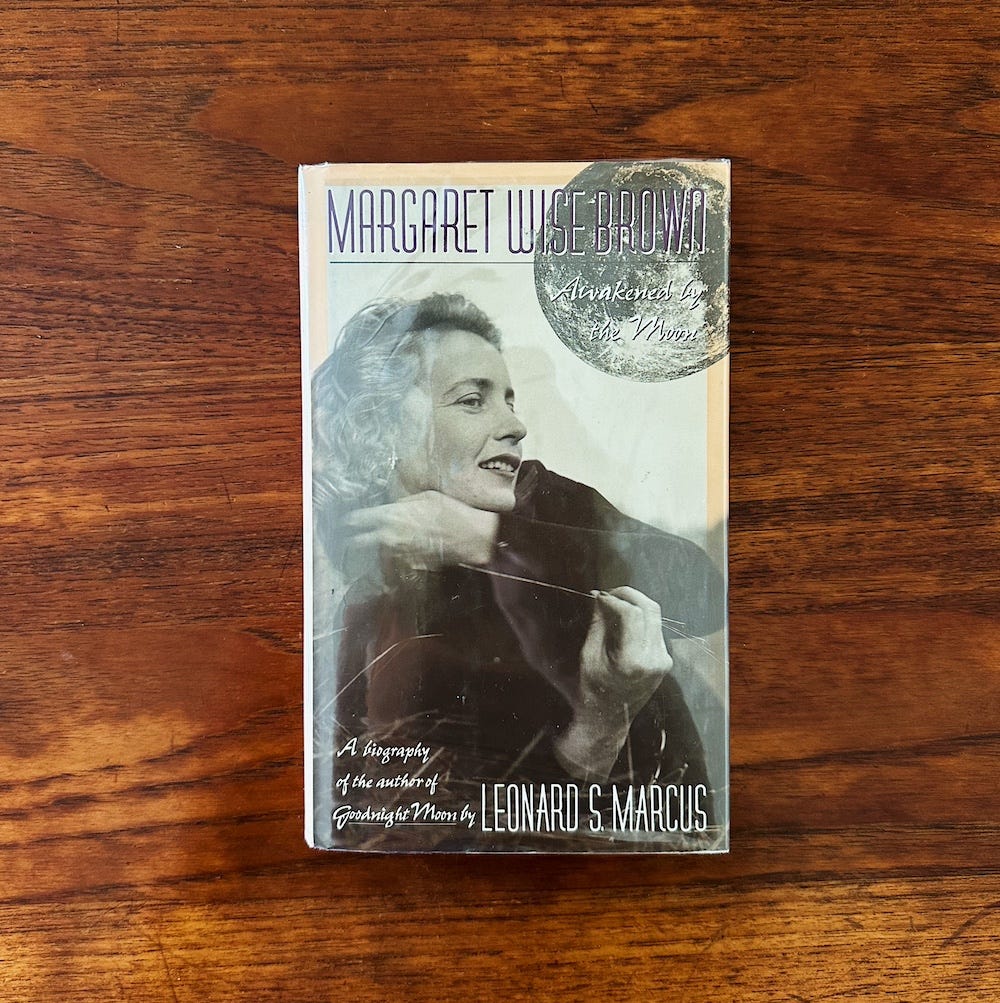 MARGARET WISE BROWN
Awakened by
the Moon
A biography
of the author of
Goodnight Moon by
LEONARD S. MARCUS